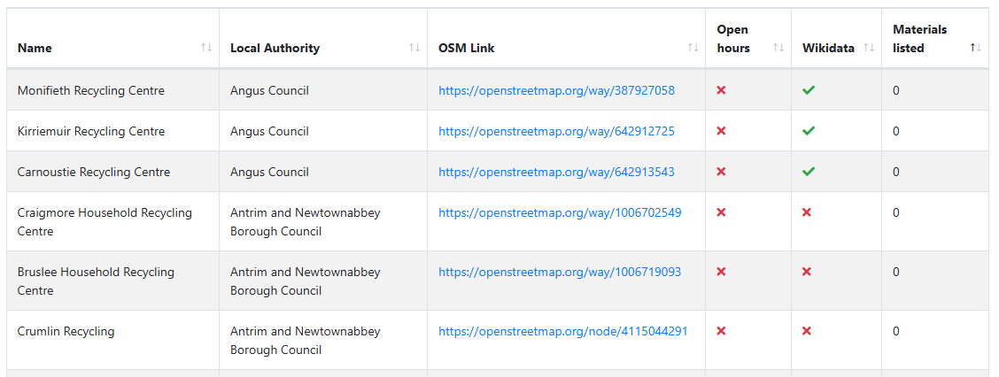 Name Local Authority OSM Link Open hours Wikidata Materials listed
Monifieth Recycling Centre Angus Council https://openstreetmap.org/way/387927058 0
Kirriemuir Recycling Centre Angus Council https://openstreetmap.org/way/642912725 0
Carnoustie Recycling Centre Angus Council https://openstreetmap.org/way/642913543 0
Craigmore Household Recycling Centre Antrim and Newtownabbey Borough Council https://openstreetmap.org/way/1006702549 0
Bruslee Household Recycling Centre Antrim and Newtownabbey Borough Council https://openstreetmap.org/way/1006719093 0
Crumlin Recycling Antrim and Newtownabbey Borough Council https://openstreetmap.org/node/4115044291 0